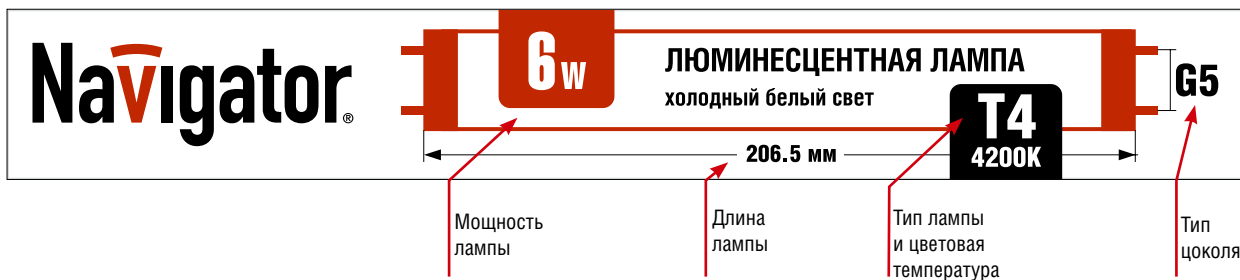 Navigator®
6W
ЛЮМИНЕСЦЕНТНАЯ ЛАМПА
холодный белый свет
T4
4200K
G5
206.5 мм
Мощность
лампы
Длина
лампы
Тип лампы
и цветовая
температура
Тип
цоколя